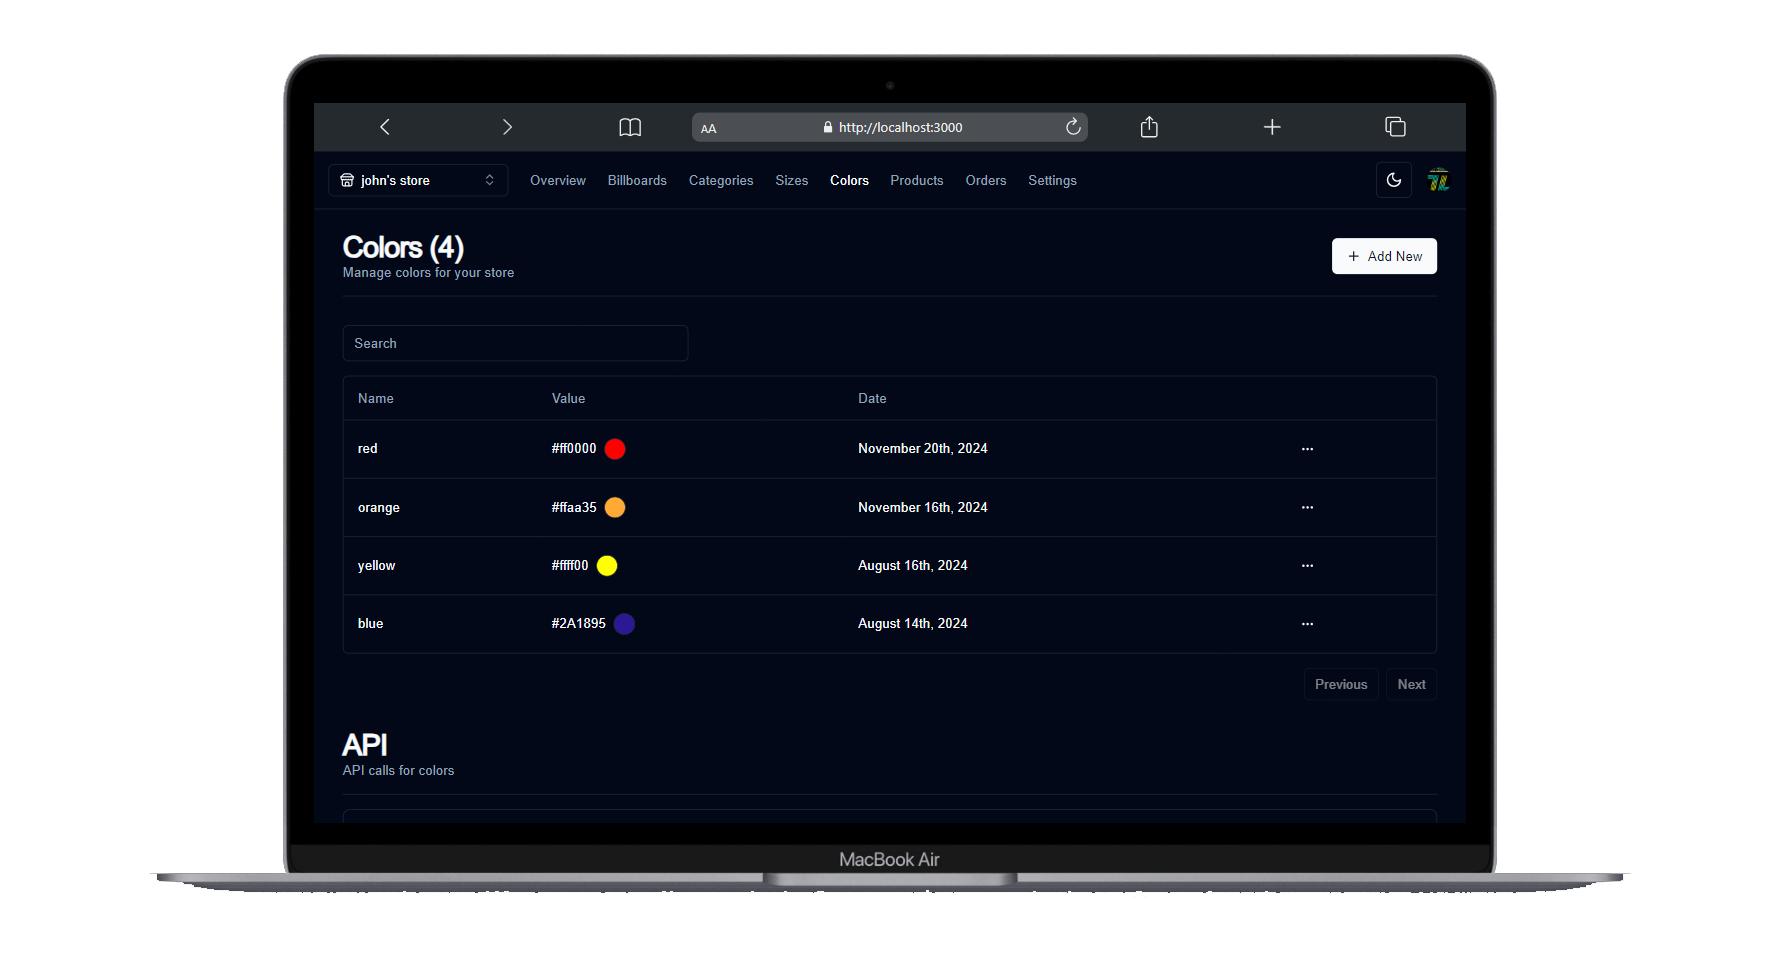 AA http://localhost:3000
john's store Overview Billboards Categories Sizes Colors Products Orders Settings
Colors (4)
Manage colors for your store
+ Add New
Search
Name Value Date
red #ff0000 November 20th, 2024
orange #ffaa35 November 16th, 2024
yellow #ffff00 August 16th, 2024
blue #2A1895 August 14th, 2024
Previous Next
API
API calls for colors
MacBook Air